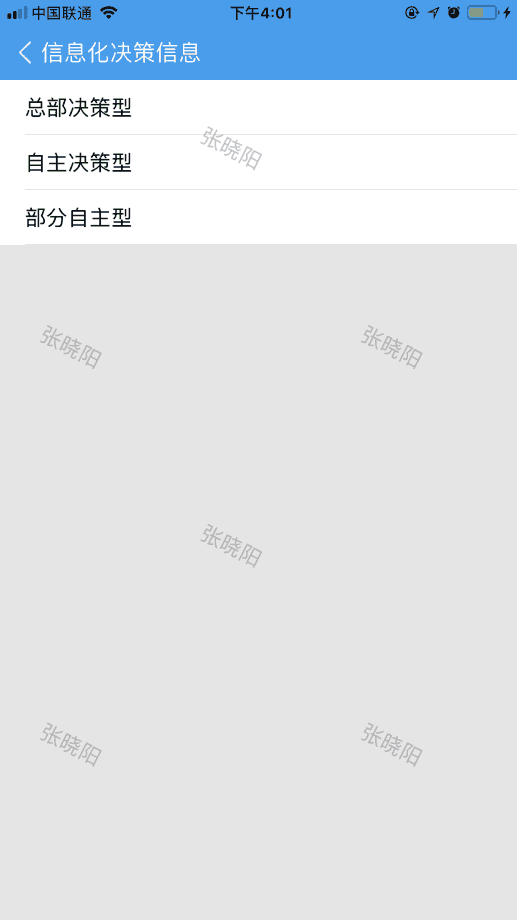 中国联通 下午4:01
信息化决策信息
总部决策型
张晓阳
自主决策型
部分自主型
张晓阳 张晓阳
张晓阳
张晓阳 张晓阳